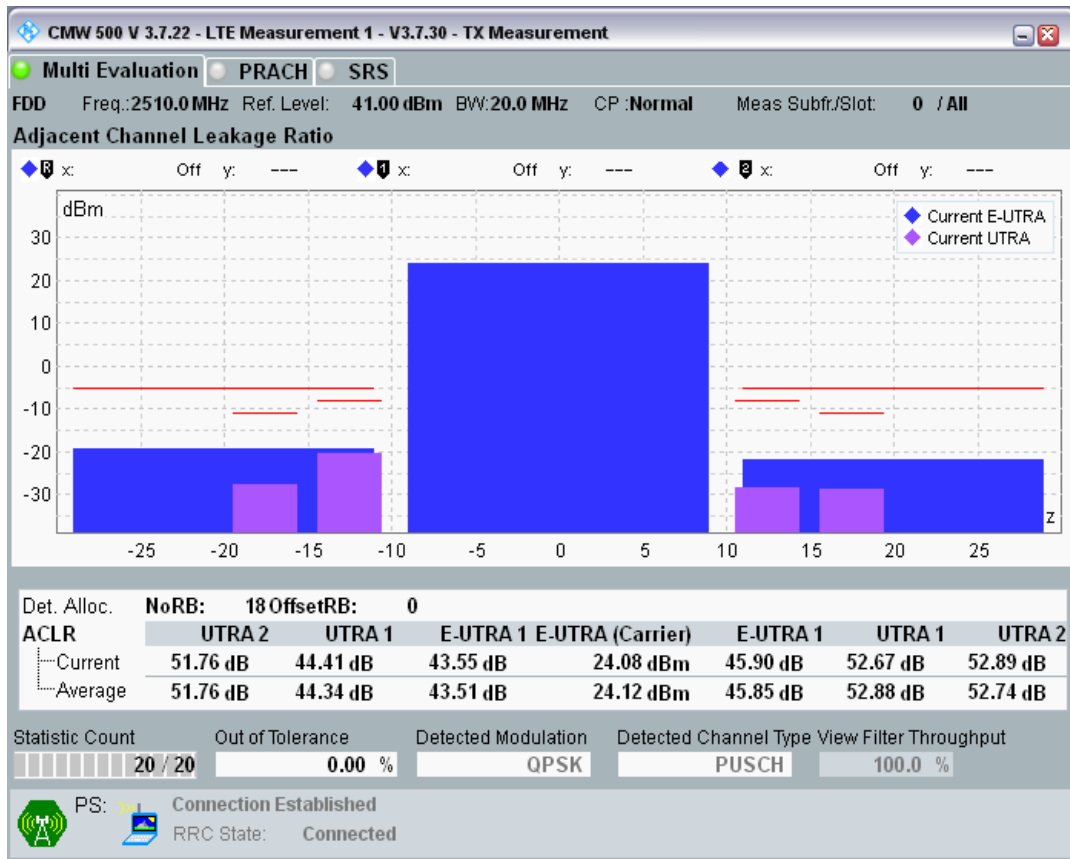 CMW 500 V 3.7.22 - LTE Measurement 1 - V3.7.30 - TX Measurement
Multi Evaluation PRACH SRS
FDD Freq.:2510.0 MHz Ref. Level: 41.00 dBm BW:20.0 MHz CP :Normal Meas Subfr./Slot: 0 / All
Adjacent Channel Leakage Ratio
R x: Off y: --- 1 x: Off y: --- 2 x: Off y: ---
dBm
Current E-UTRA
Current UTRA
30
20
10
0
-10
-20
-30
z
-25 -20 -15 -10 -5 0 5 10 15 20 25
Det. Alloc. NoRB: 18 OffsetRB: 0
ACLR UTRA 2 UTRA 1 E-UTRA 1 E-UTRA (Carrier) E-UTRA 1 UTRA 1 UTRA 2
Current 51.76 dB 44.41 dB 43.55 dB 24.08 dBm 45.90 dB 52.67 dB 52.89 dB
Average 51.76 dB 44.34 dB 43.51 dB 24.12 dBm 45.85 dB 52.88 dB 52.74 dB
Statistic Count Out of Tolerance Detected Modulation Detected Channel Type View Filter Throughput
20 / 20 0.00 % QPSK PUSCH 100.0 %
PS: Connection Established
RRC State: Connected